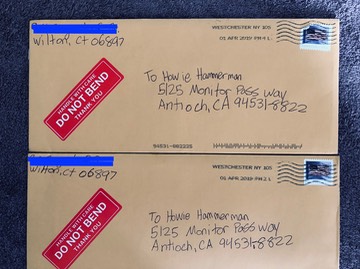 Wilton, CT 06897
WESTCHESTER NY 105
01 APR 2019 PM 4 L
HANDLE WITH CARE
DO NOT BEND
THANK YOU
To Howie Hammerman
5125 Monitor Pass way
Antioch, CA 94531-8822
94531-882225
Wilton, CT 06897
WESTCHESTER NY 105
01 APR 2019 PM 2 L
HANDLE WITH CARE
DO NOT BEND
THANK YOU
To Howie Hammerman
5125 Monitor Pass way
Antioch, CA 94531-8822